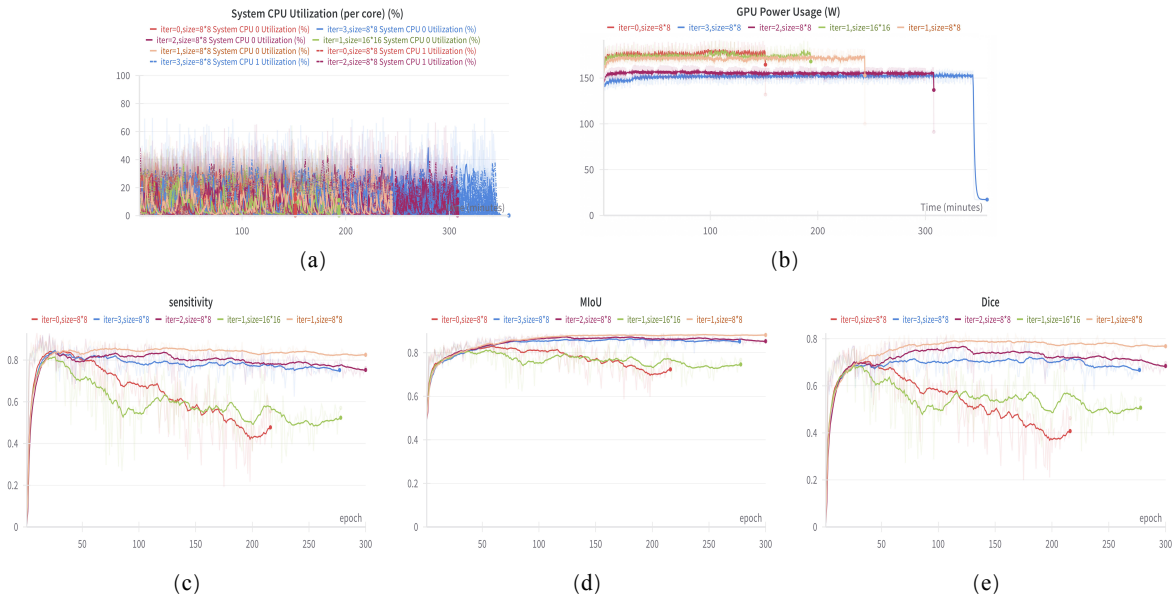 System CPU Utilization (per core) (%)
iter=0,size=8*8 System CPU 0 Utilization (%) iter=3,size=8*8 System CPU 0 Utilization (%)
iter=2,size=8*8 System CPU 0 Utilization (%) iter=1,size=16*16 System CPU 0 Utilization (%)
iter=1,size=8*8 System CPU 0 Utilization (%) iter=0,size=8*8 System CPU 1 Utilization (%)
iter=3,size=8*8 System CPU 1 Utilization (%) iter=2,size=8*8 System CPU 1 Utilization (%)
100
80
60
40
20
0
100 200 300
(a)
GPU Power Usage (W)
iter=0,size=8*8 iter=3,size=8*8 iter=2,size=8*8 iter=1,size=16*16 iter=1,size=8*8
150
100
50
0
Time (minutes)
100 200 300
(b)
sensitivity
iter=0,size=8*8 iter=3,size=8*8 iter=2,size=8*8 iter=1,size=16*16 iter=1,size=8*8
0.8
0.6
0.4
0.2
0
epoch
50 100 150 200 250 300
(c)
MIoU
iter=0,size=8*8 iter=3,size=8*8 iter=2,size=8*8 iter=1,size=16*16 iter=1,size=8*8
0.8
0.6
0.4
0.2
0
epoch
50 100 150 200 250 300
(d)
Dice
iter=0,size=8*8 iter=3,size=8*8 iter=2,size=8*8 iter=1,size=16*16 iter=1,size=8*8
0.8
0.6
0.4
0.2
0
epoch
50 100 150 200 250 300
(e)